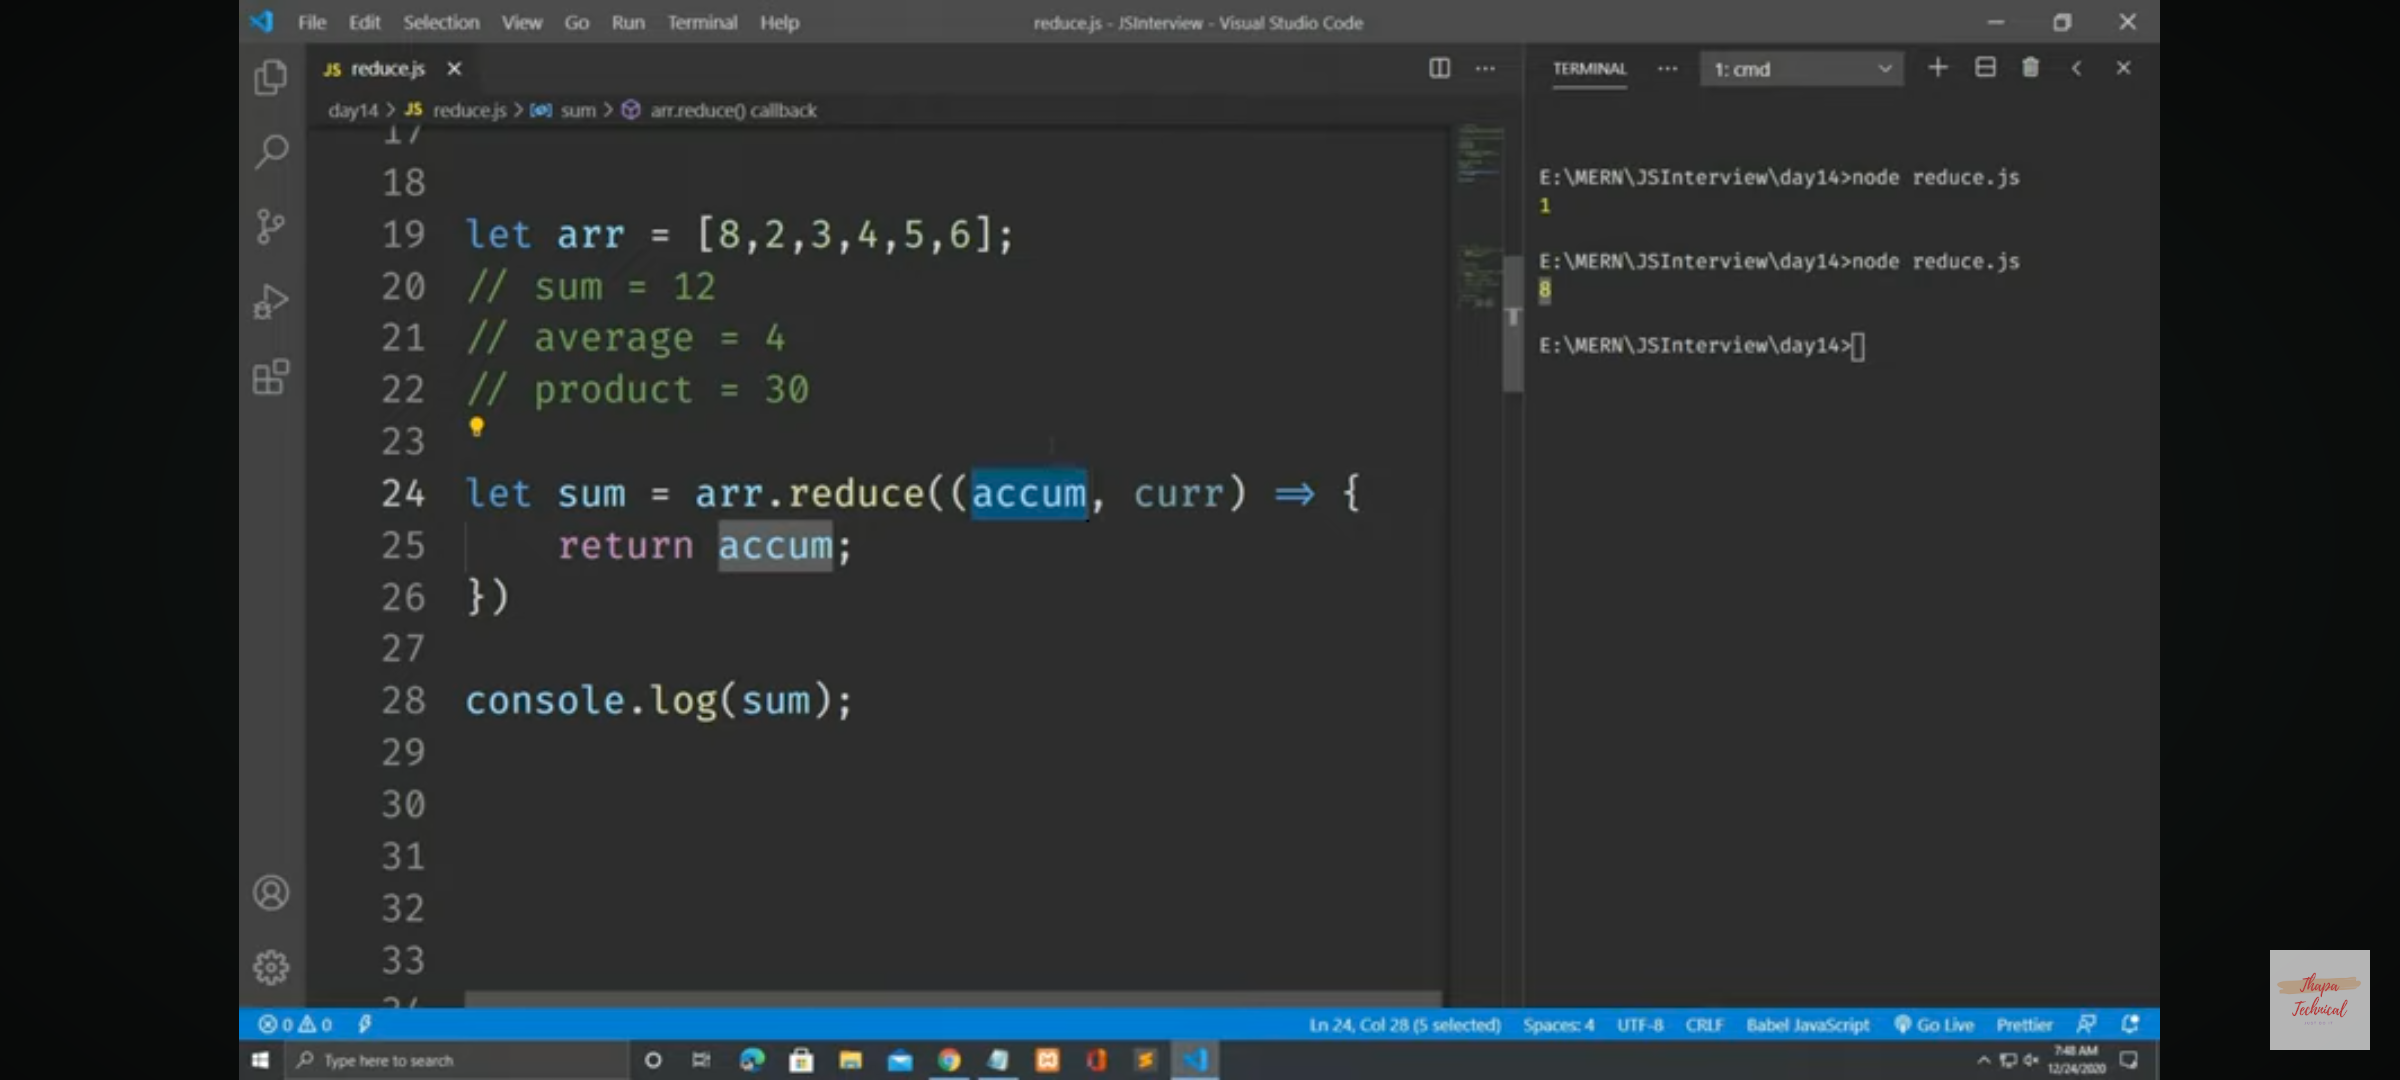 File Edit Selection View Go Run Terminal Help
reduce.js - JSInterview - Visual Studio Code
JS reduce.js
day14 > JS reduce.js > sum > arr.reduce() callback
17
18
19 let arr = [8,2,3,4,5,6];
20 // sum = 12
21 // average = 4
22 // product = 30
23
24 let sum = arr.reduce((accum, curr) => {
25 return accum;
26 })
27
28 console.log(sum);
29
30
31
32
33
TERMINAL ... 1: cmd
E:\MERN\JSInterview\day14>node reduce.js
1
E:\MERN\JSInterview\day14>node reduce.js
8
E:\MERN\JSInterview\day14>
0 0
Ln 24, Col 28 (5 selected) Spaces: 4 UTF-8 CRLF Babel JavaScript Go Live Prettier
Type here to search
7:48 AM
12/24/2020
Thapa
Technical